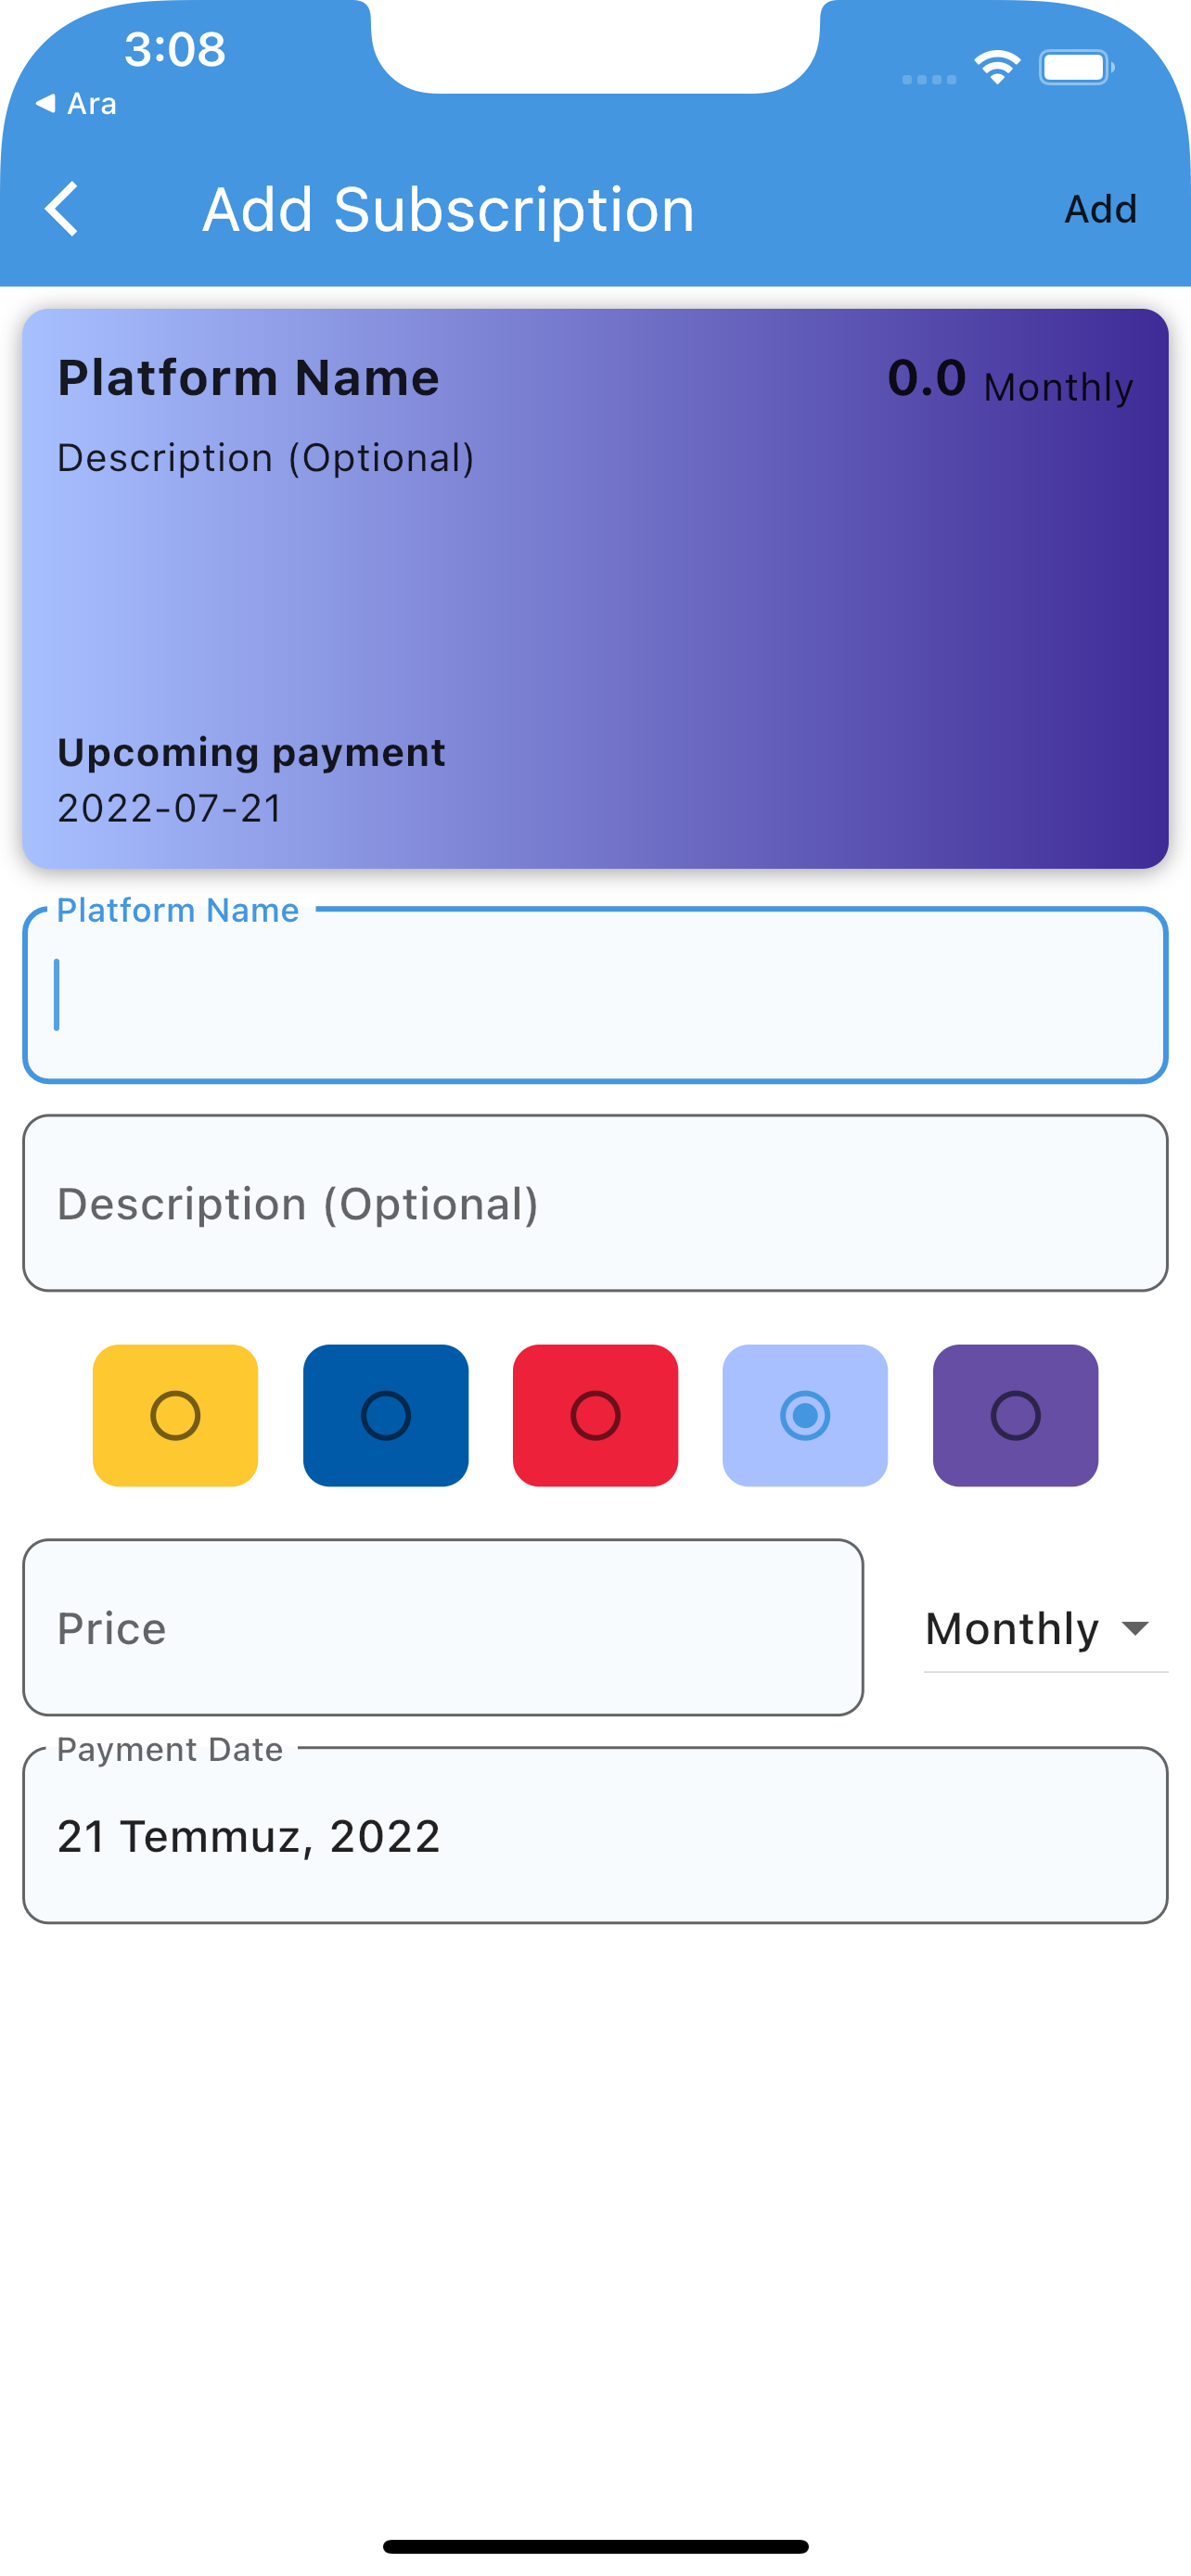 3:08
Ara
Add Subscription
Add
Platform Name
0.0 Monthly
Description (Optional)
Upcoming payment
2022-07-21
Platform Name
Description (Optional)
Price
Monthly
Payment Date
21 Temmuz, 2022